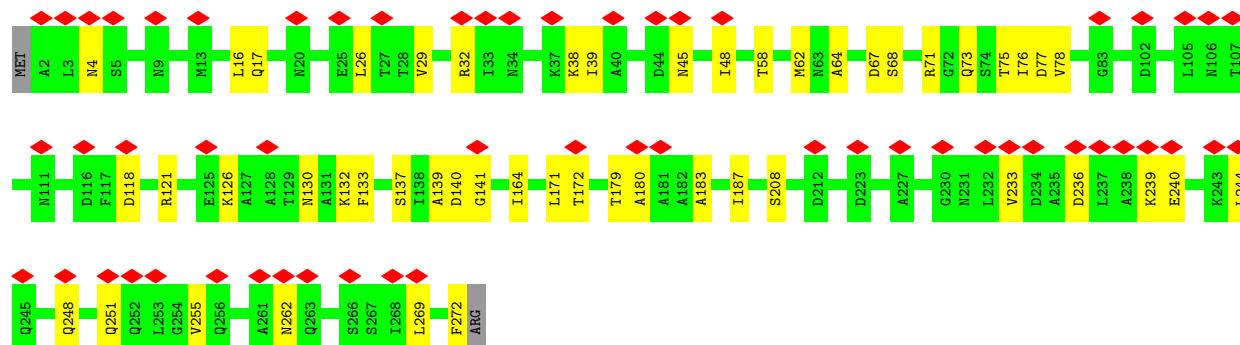 MET A2 L3 N4 S5 N9 M13 L16 Q17 N20 E25 L26 T27 T28 V29 R32 I33 N34 K37 K38 I39 A40 D44 N45 I48 T58 M62 N63 A64 D67 S68 R71 G72 Q73 S74 T75 I76 D77 V78 G83 D102 L105 N106 T107
N111 D116 F117 D118 R121 E125 K126 A127 A128 T129 N130 A131 K132 F133 S137 I138 A139 D140 G141 I164 L171 T172 T179 A180 A181 A182 A183 I187 S208 D212 D223 A227 G230 N231 L232 V233 D234 A235 D236 L237 A238 K239 E240 K243 L244
Q245 Q248 Q251 Q252 L253 G254 V255 Q256 A261 N262 Q263 S266 S267 I268 L269 F272 ARG